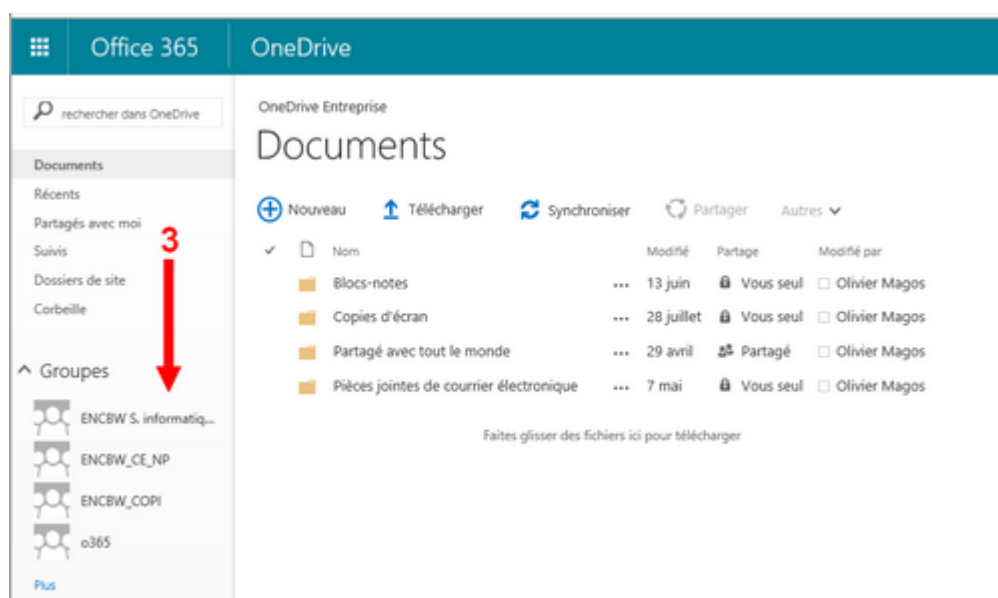 Office 365
OneDrive
rechercher dans OneDrive
Documents
Récents
Partagés avec moi
Suivis
Dossiers de site
Corbeille
3
Groupes
ENCBW S. informatiq...
ENCBW_CE_NP
ENCBW_COPI
o365
Plus
OneDrive Entreprise
Documents
Nouveau Télécharger Synchroniser Partager Autres
Nom Modifié Partage Modifié par
Blocs-notes ... 13 juin Vous seul Olivier Magos
Copies d'écran ... 28 juillet Vous seul Olivier Magos
Partagé avec tout le monde ... 29 avril Partagé Olivier Magos
Pièces jointes de courrier électronique ... 7 mai Vous seul Olivier Magos
Faites glisser des fichiers ici pour télécharger